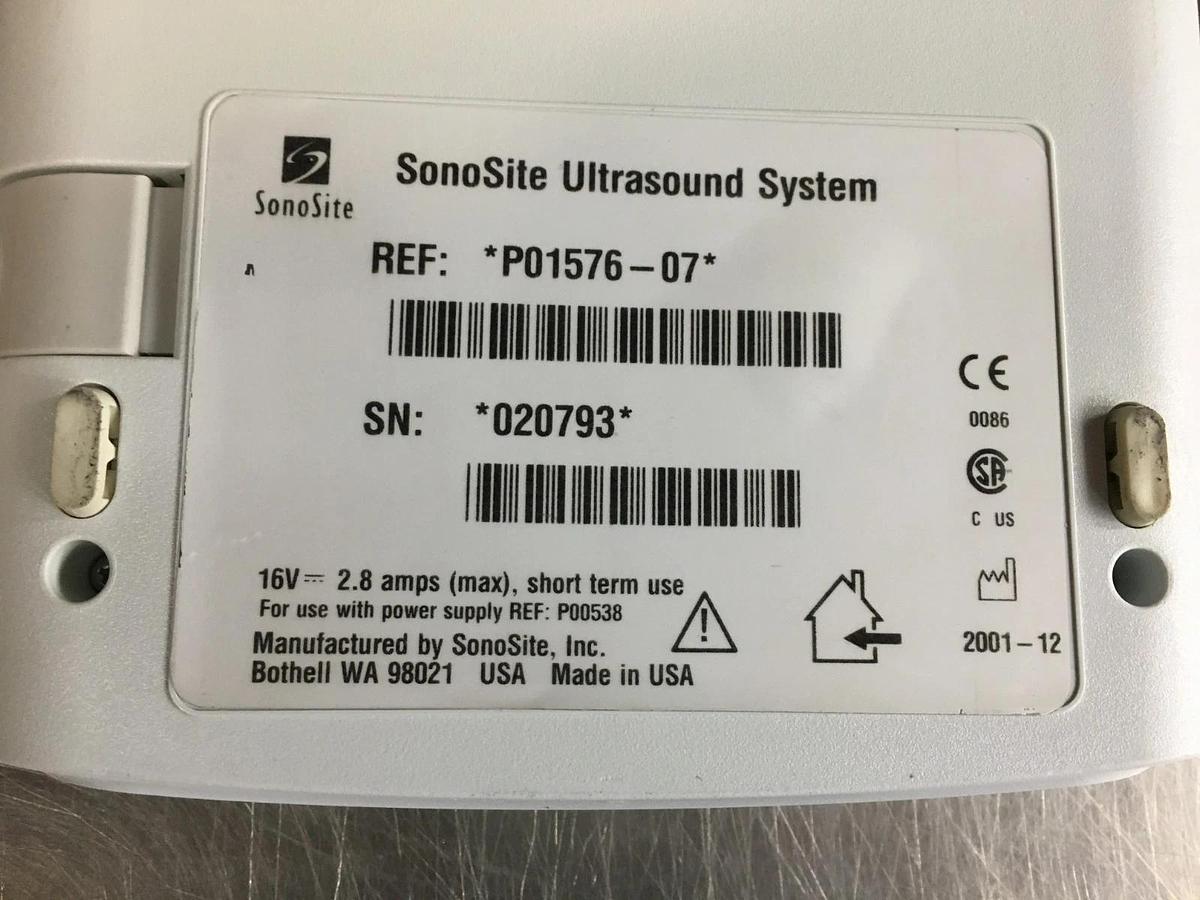 SonoSite
SonoSite Ultrasound System
REF: *P01576-07*
SN: *020793*
CE
0086
SA
C US
16V⎓ 2.8 amps (max), short term use
For use with power supply REF: P00538
Manufactured by SonoSite, Inc.
Bothell WA 98021 USA Made in USA
!
2001-12